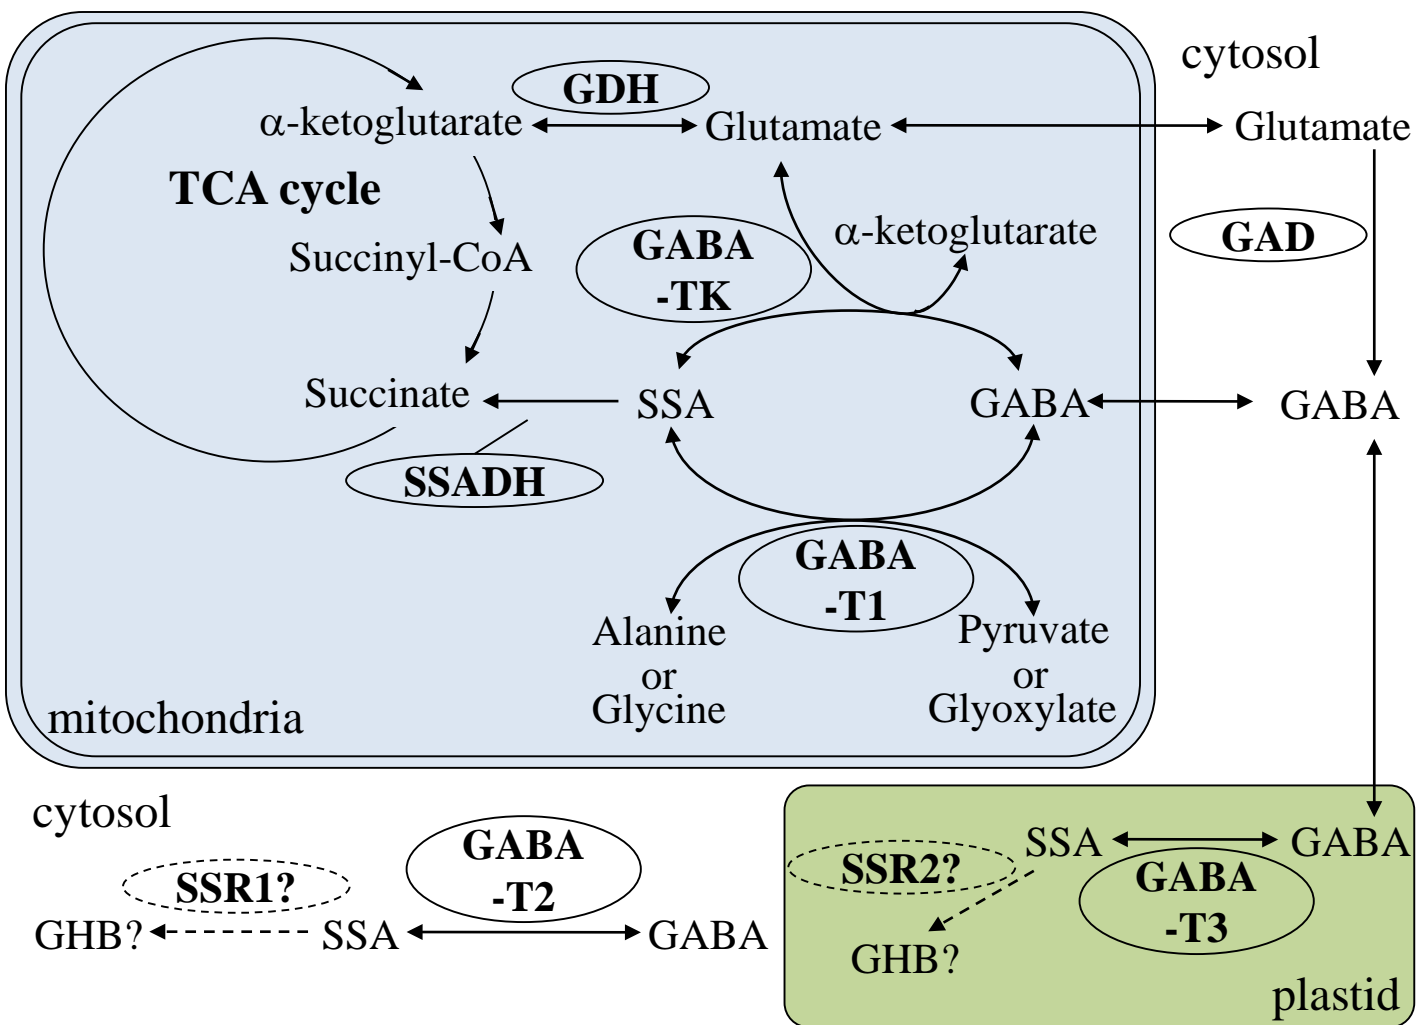 cytosol
GDH
α-ketoglutarate
Glutamate
Glutamate
TCA cycle
GABA
-TK
α-ketoglutarate
GAD
Succinyl-CoA
Succinate
SSA
GABA
GABA
SSADH
GABA
-T1
Alanine
or
Glycine
Pyruvate
or
Glyoxylate
mitochondria
cytosol
GABA
-T2
SSR1?
GHB?
SSA
GABA
SSA
GABA
SSR2?
GABA
-T3
GHB?
plastid